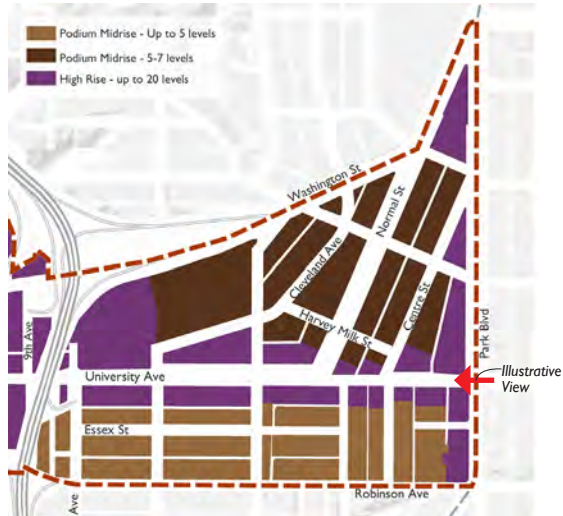 Podium Midrise - Up to 5 levels
Podium Midrise - 5-7 levels
High Rise - up to 20 levels
Washington St
Normal St
Cleveland Ave
Harvey Milk St
Centre St
Park Blvd
9th Ave
University Ave
Illustrative
View
Essex St
Ave
Robinson Ave